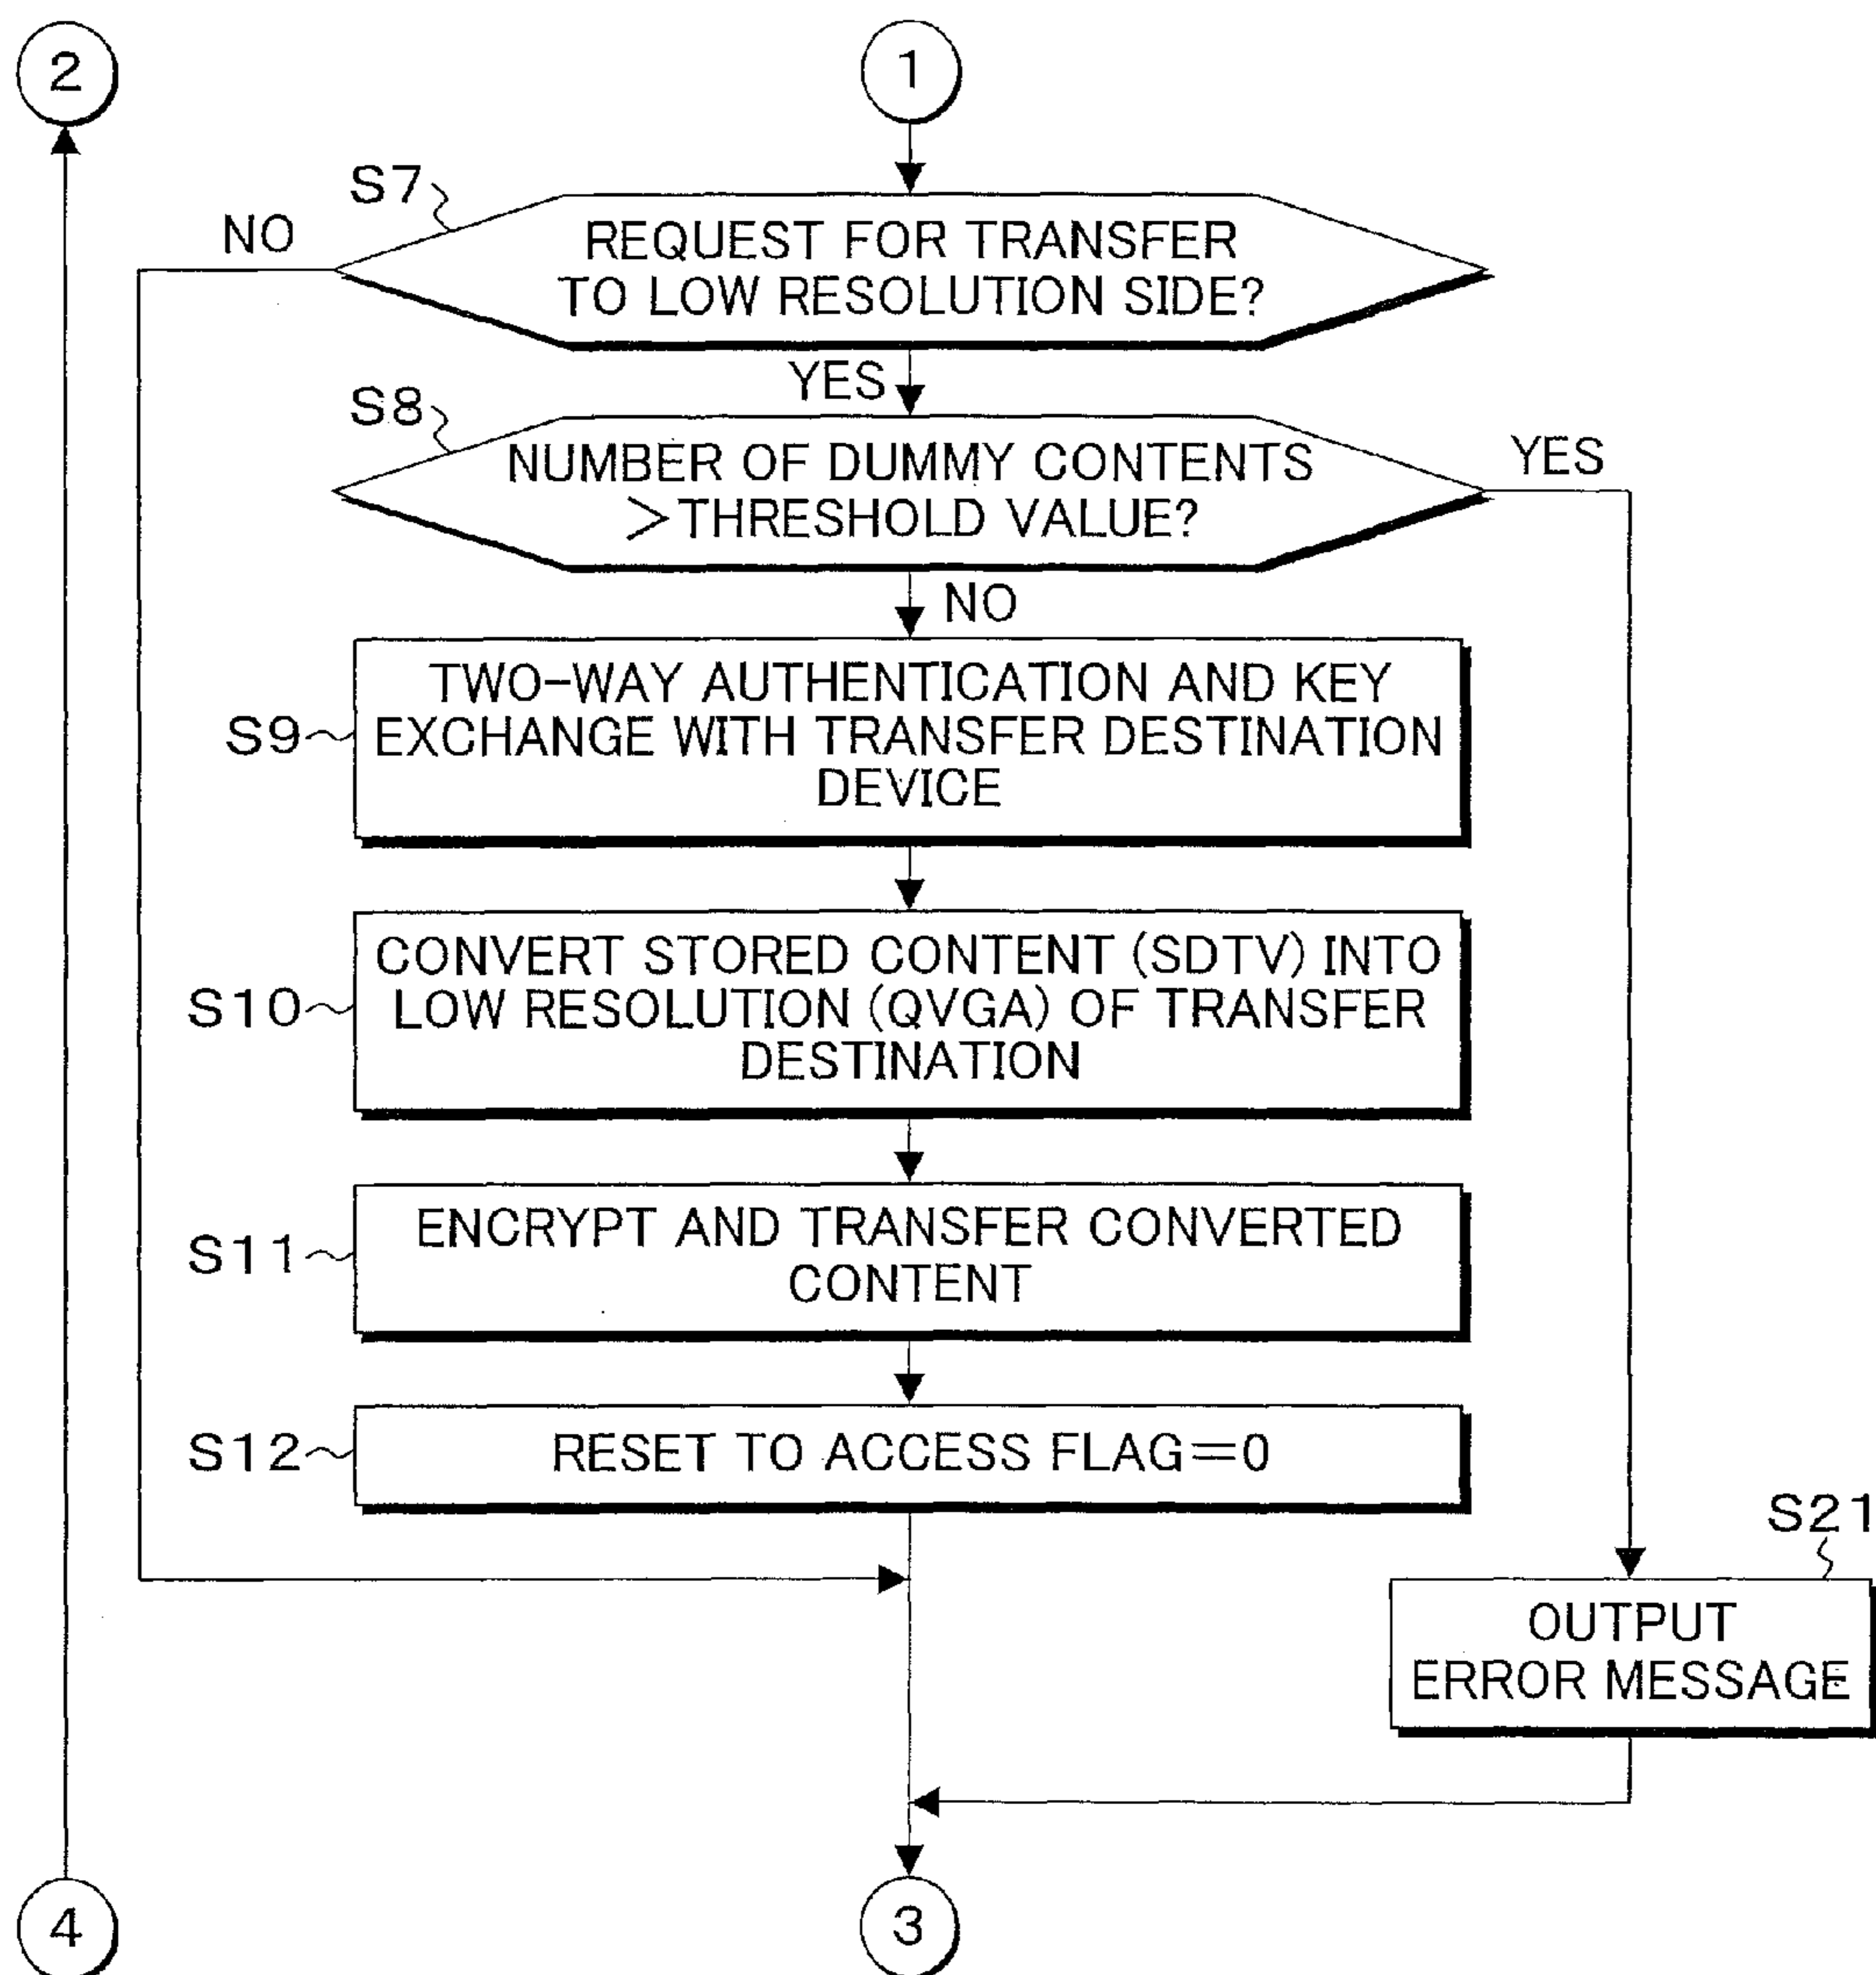 2
1
S7
NO
REQUEST FOR TRANSFER
TO LOW RESOLUTION SIDE?
YES
S8
NUMBER OF DUMMY CONTENTS
>THRESHOLD VALUE?
YES
NO
S9
TWO-WAY AUTHENTICATION AND KEY
EXCHANGE WITH TRANSFER DESTINATION
DEVICE
S10
CONVERT STORED CONTENT (SDTV) INTO
LOW RESOLUTION (QVGA) OF TRANSFER
DESTINATION
S11
ENCRYPT AND TRANSFER CONVERTED
CONTENT
S12
RESET TO ACCESS FLAG=0
S21
OUTPUT
ERROR MESSAGE
4
3